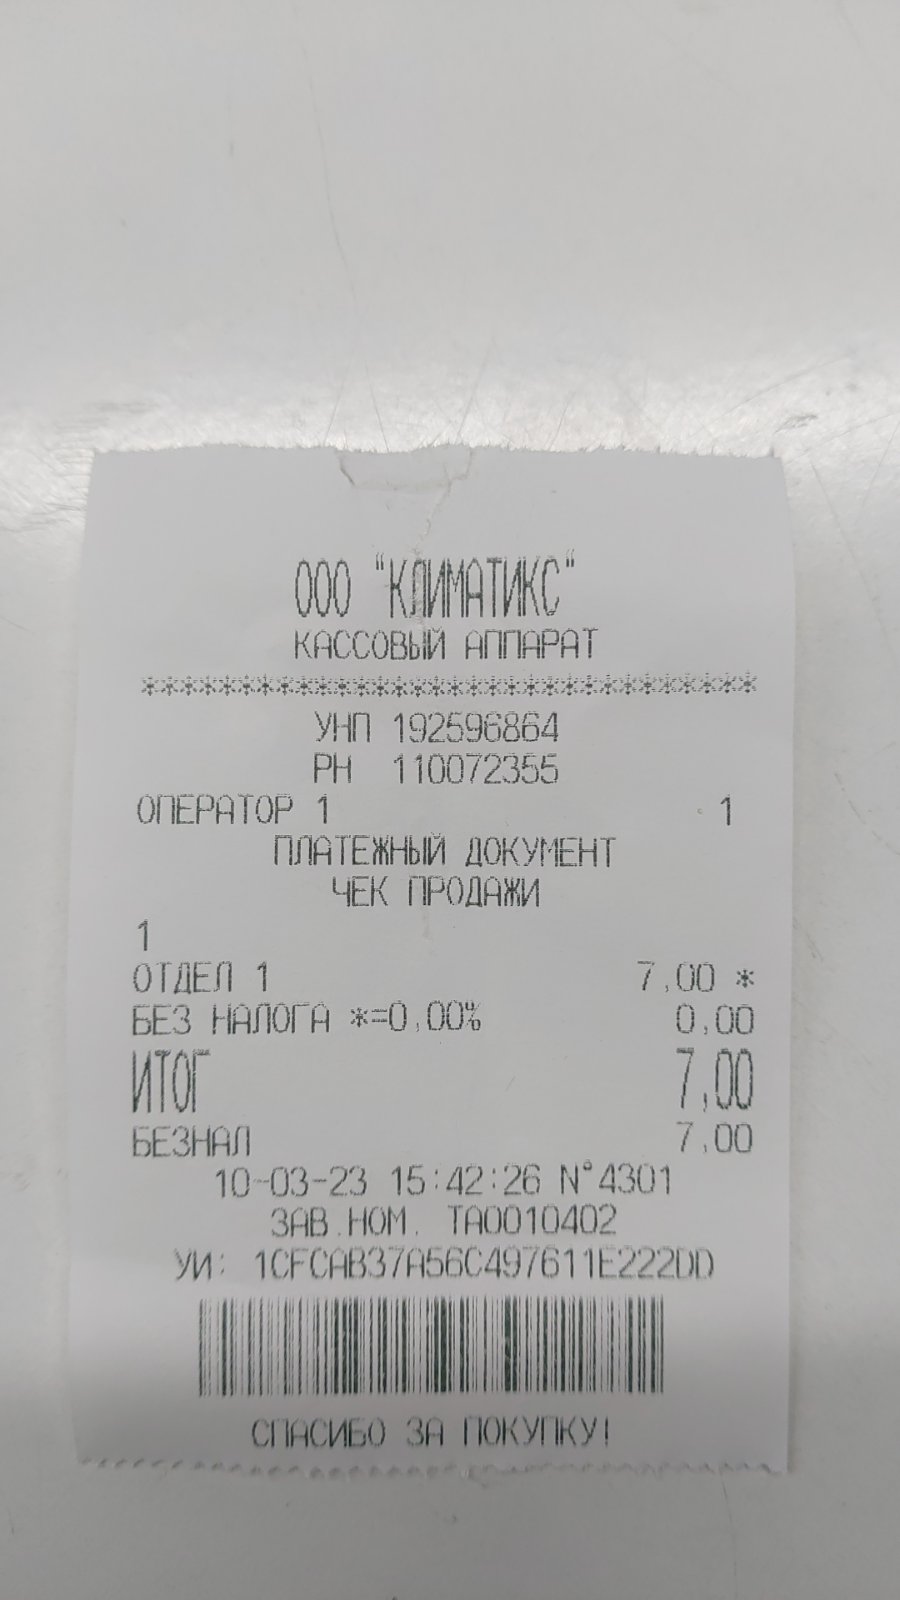 ООО "КЛИМАТИКС"
КАССОВЫЙ АППАРАТ
********************************
УНП 192596864
РН 110072355
ОПЕРАТОР 1 1
ПЛАТЕЖНЫЙ ДОКУМЕНТ
ЧЕК ПРОДАЖИ
1
ОТДЕЛ 1 7,00 *
БЕЗ НАЛОГА *=0,00% 0,00
ИТОГ 7,00
БЕЗНАЛ 7,00
10-03-23 15:42:26 N°4301
ЗАВ.НОМ. ТА0010402
УИ: 1CFCAB37A56C497611E222DD
СПАСИБО ЗА ПОКУПКУ!